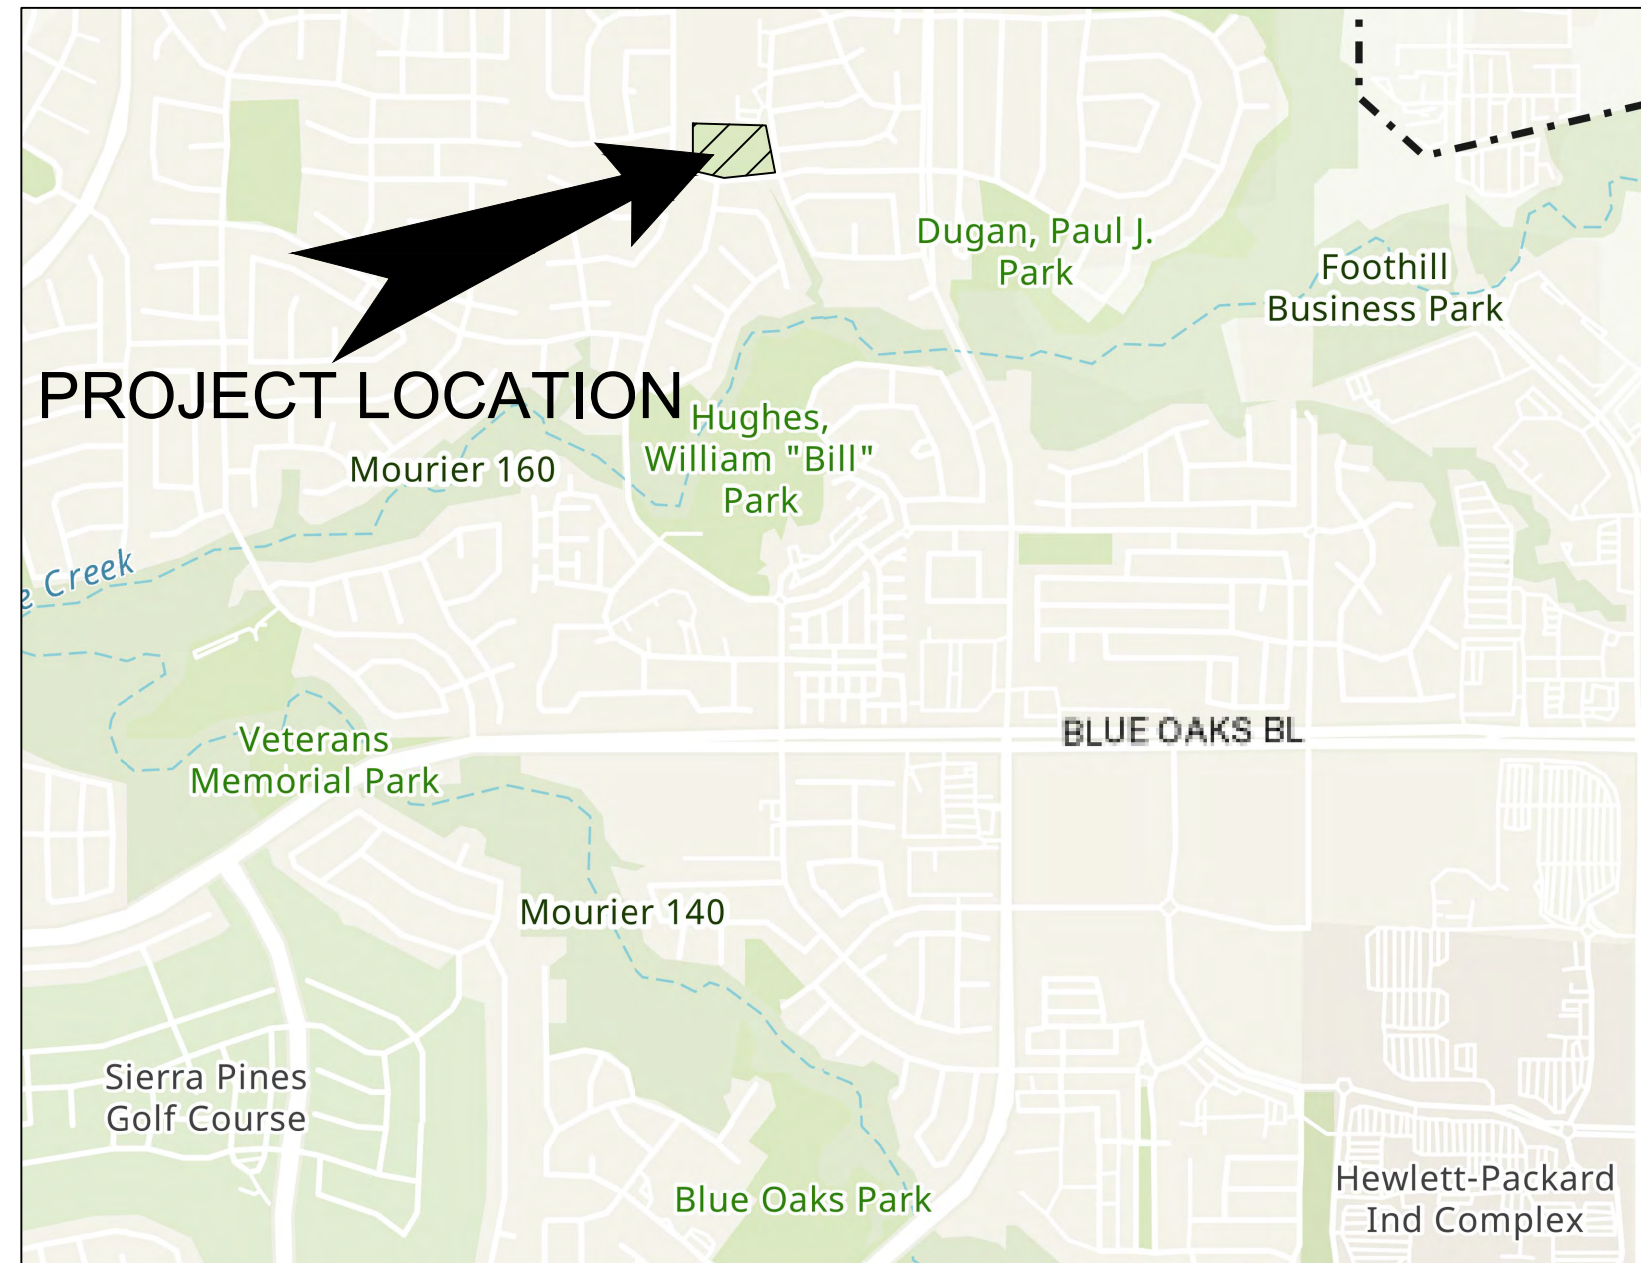 Dugan, Paul J.
Park
Foothill
Business Park
PROJECT LOCATION
Hughes,
William "Bill"
Park
Mourier 160
Creek
BLUE OAKS BL
Veterans
Memorial Park
Mourier 140
Sierra Pines
Golf Course
Hewlett-Packard
Ind Complex
Blue Oaks Park